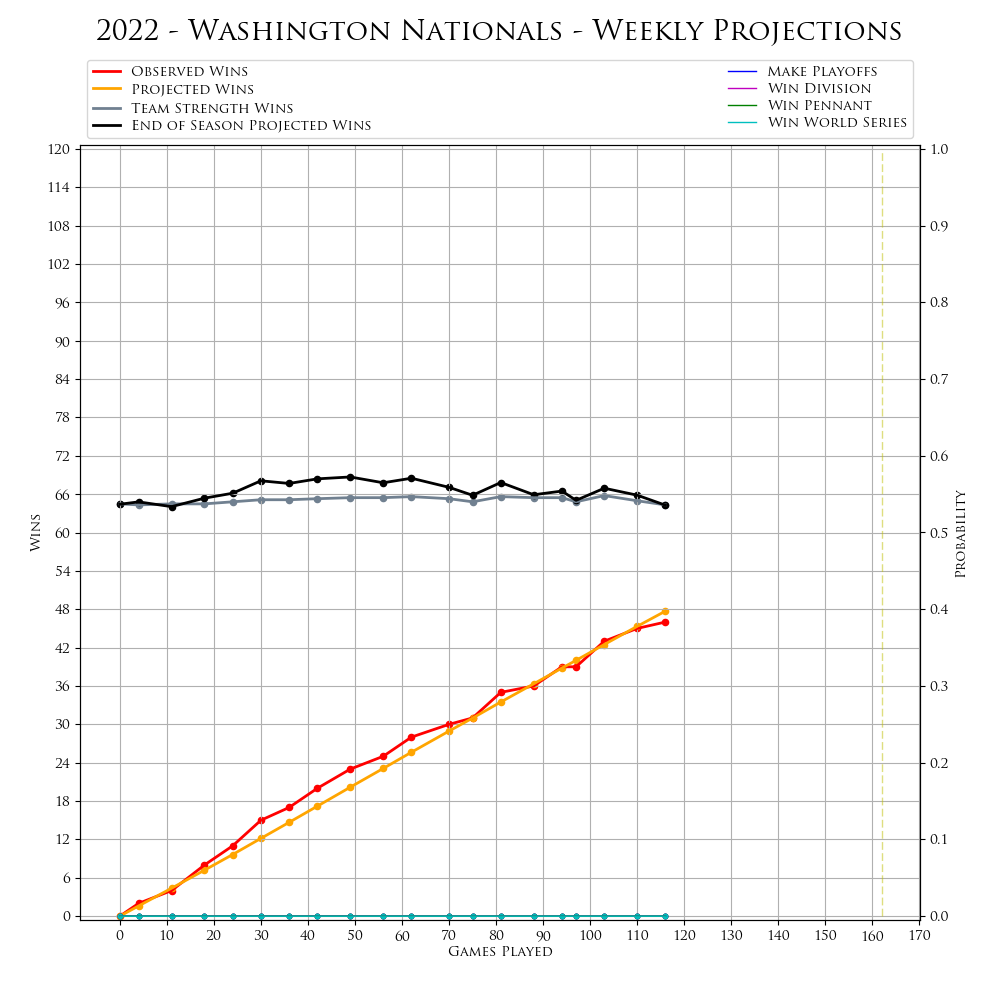 2022 - Washington Nationals - Weekly Projections
Observed Wins
Projected Wins
Team Strength Wins
End of Season Projected Wins
Make Playoffs
Win Division
Win Pennant
Win World Series
120
114
108
102
96
90
84
78
72
66
60
54
48
42
36
30
24
18
12
6
0
Wins
1.0
0.9
0.8
0.7
0.6
0.5
0.4
0.3
0.2
0.1
0.0
Probability
0 10 20 30 40 50 60 70 80 90 100 110 120 130 140 150 160 170
Games Played